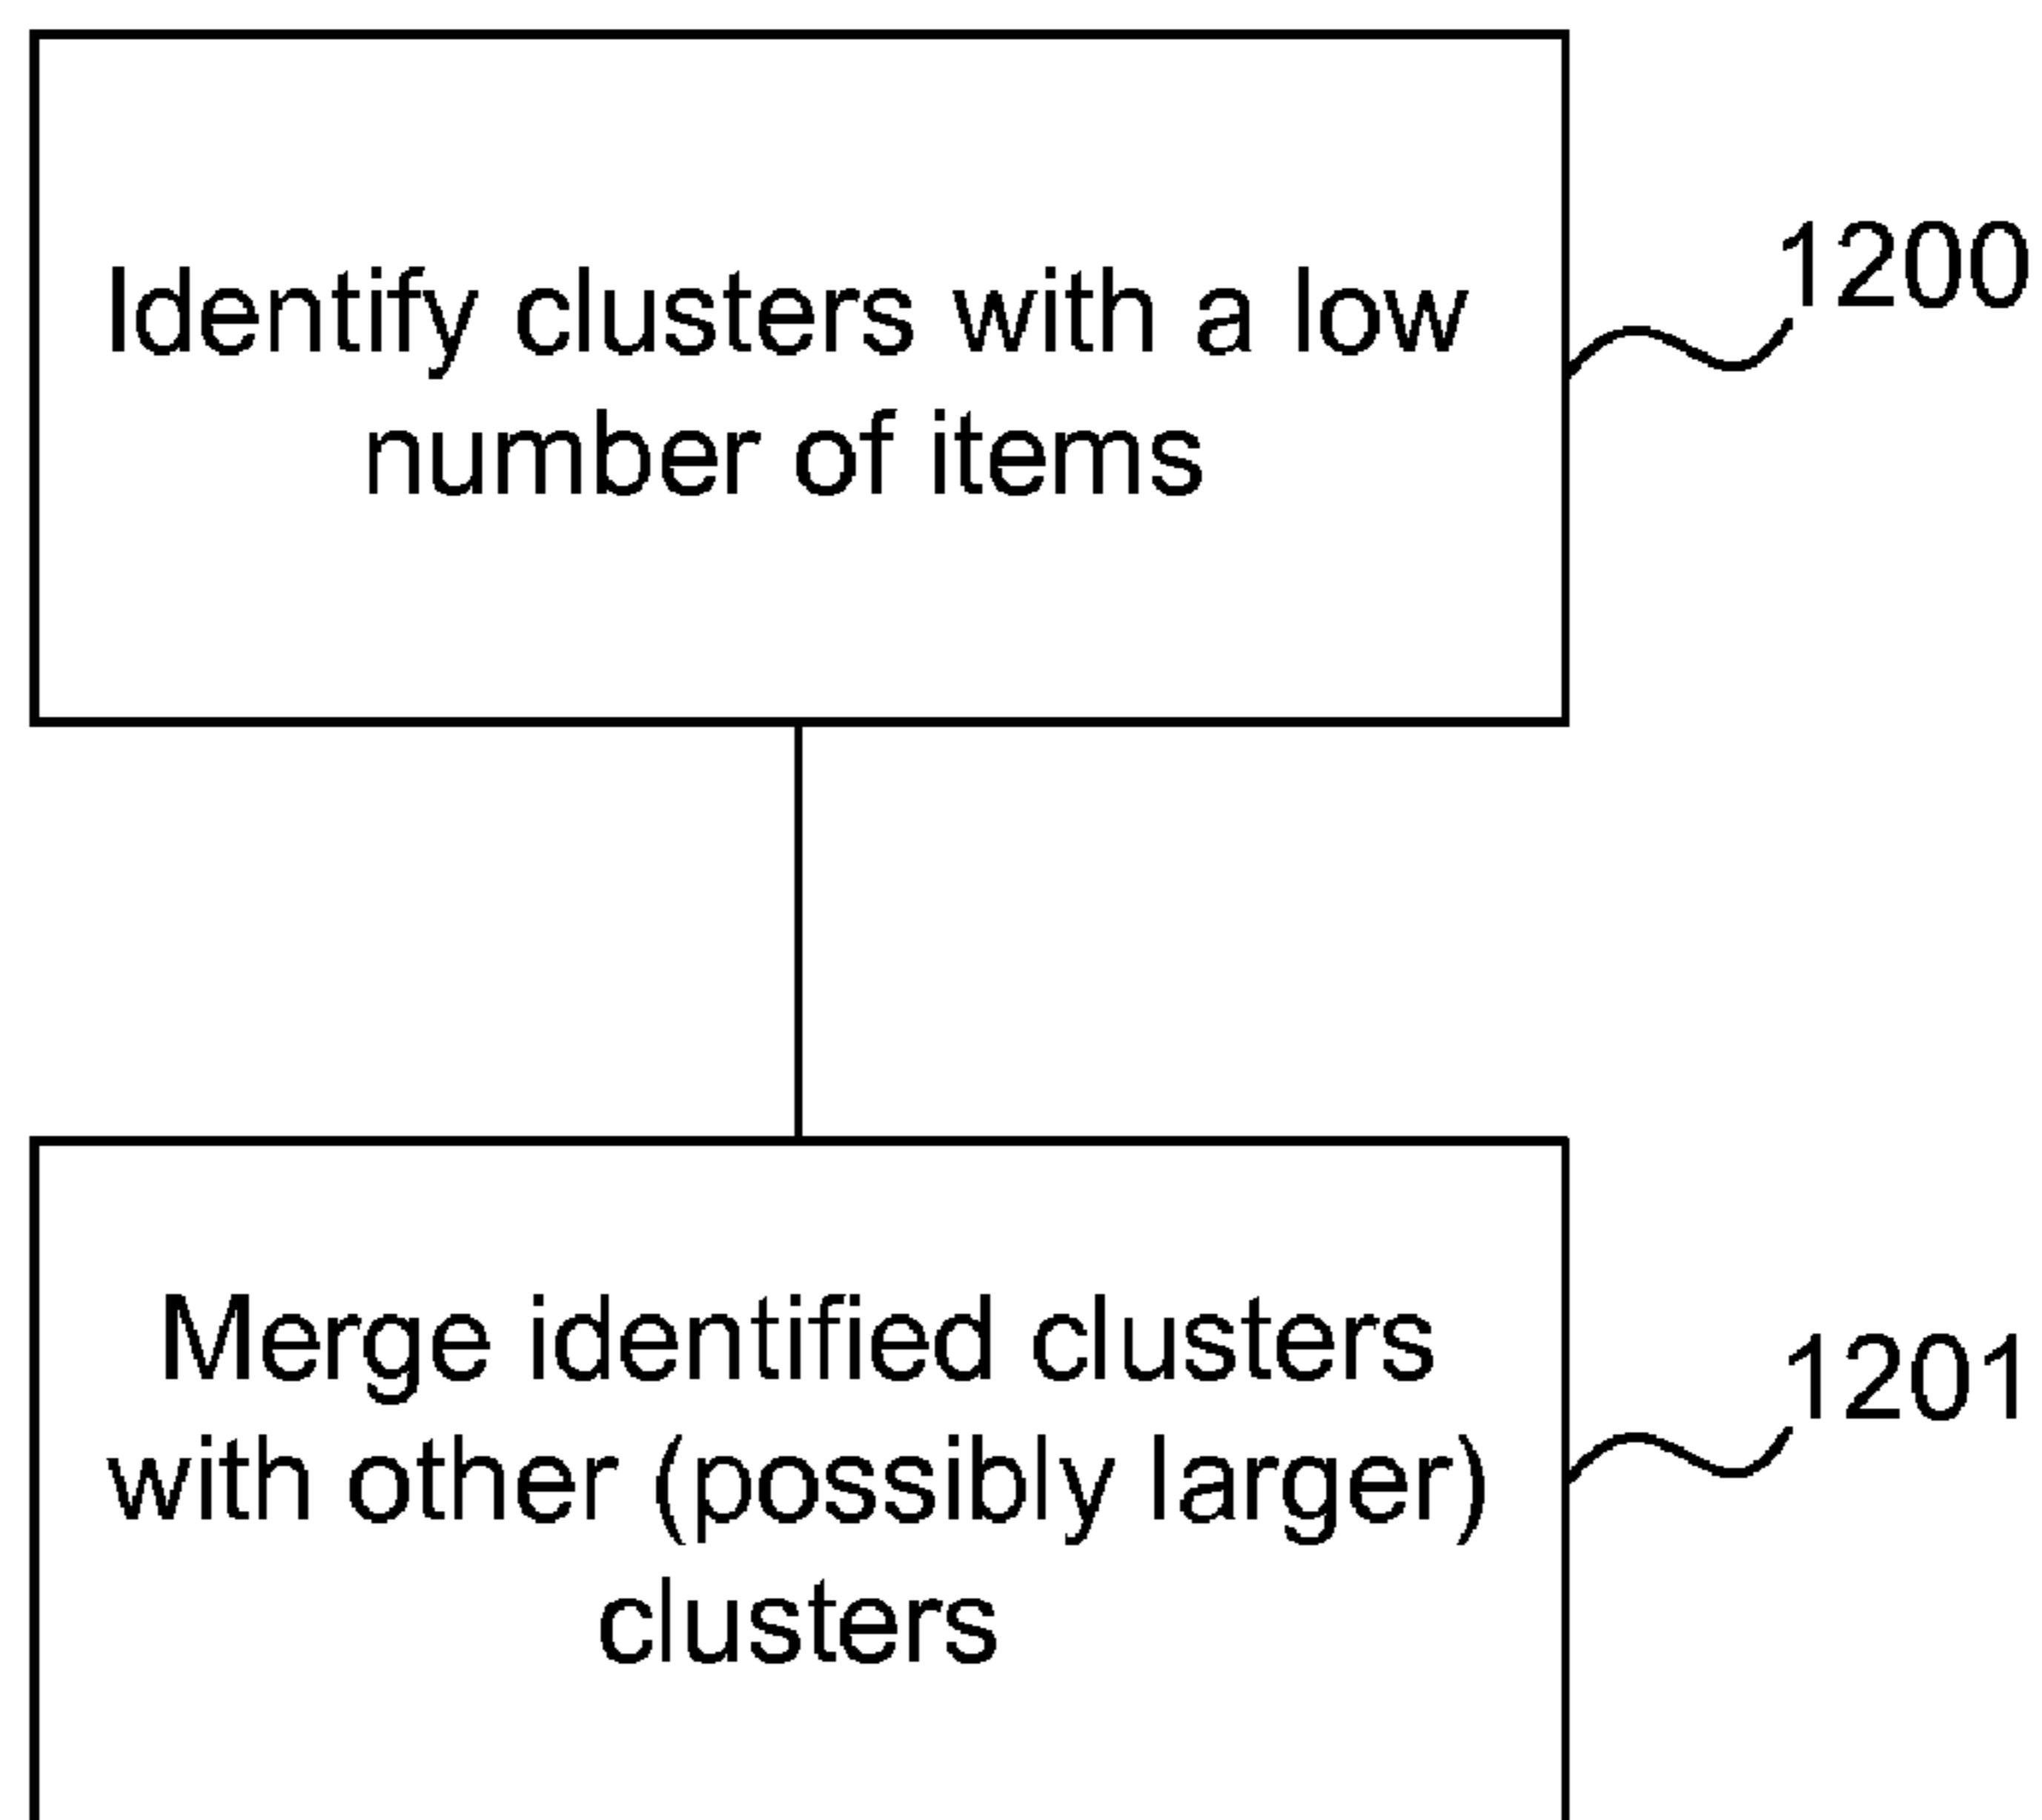 Identify clusters with a low
number of items
1200
Merge identified clusters
with other (possibly larger)
clusters
1201